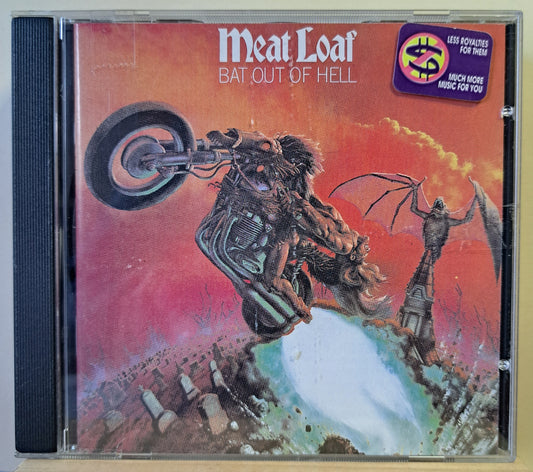 Meat Loaf
BAT OUT OF HELL
LESS ROYALTIES
FOR THEM
MUCH MORE
MUSIC FOR YOU